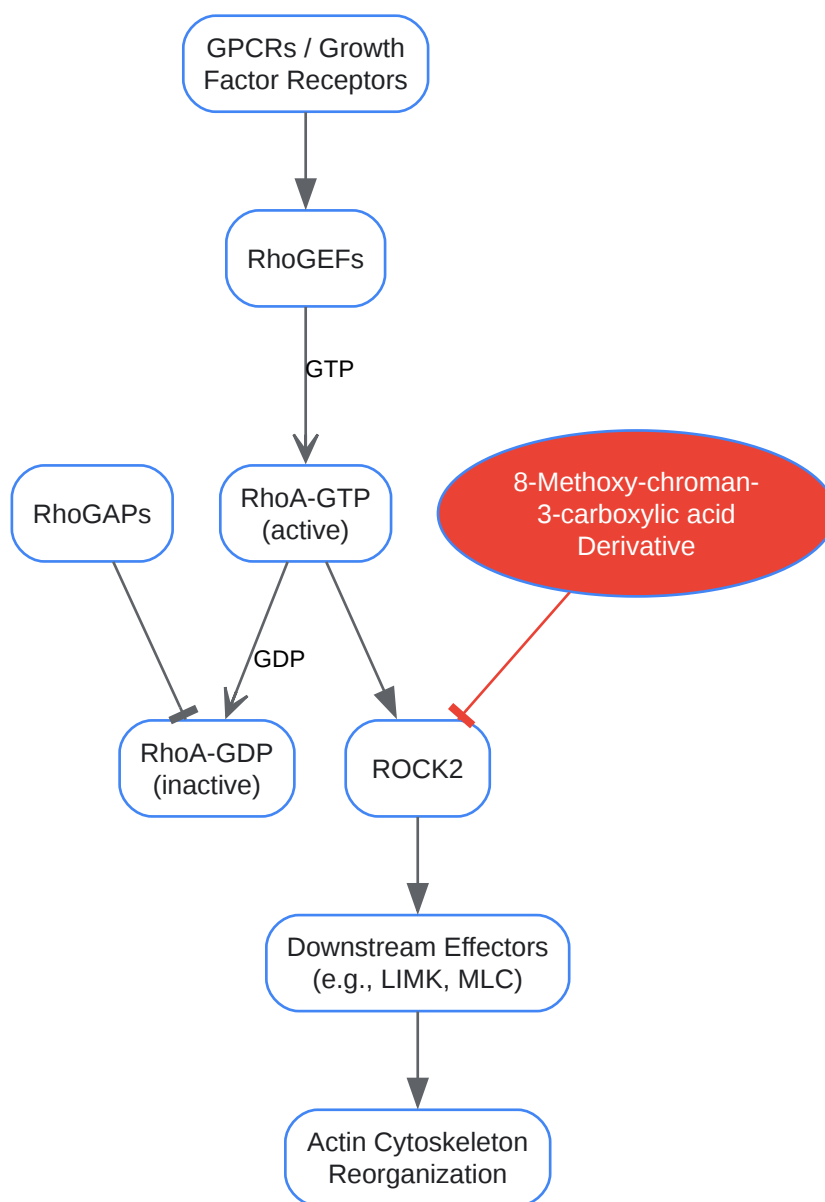 GPCRs / Growth
Factor Receptors
RhoGEFs
GTP
RhoGAPs
RhoA-GTP
(active)
8-Methoxy-chroman-
3-carboxylic acid
Derivative
GDP
RhoA-GDP
(inactive)
ROCK2
Downstream Effectors
(e.g., LIMK, MLC)
Actin Cytoskeleton
Reorganization